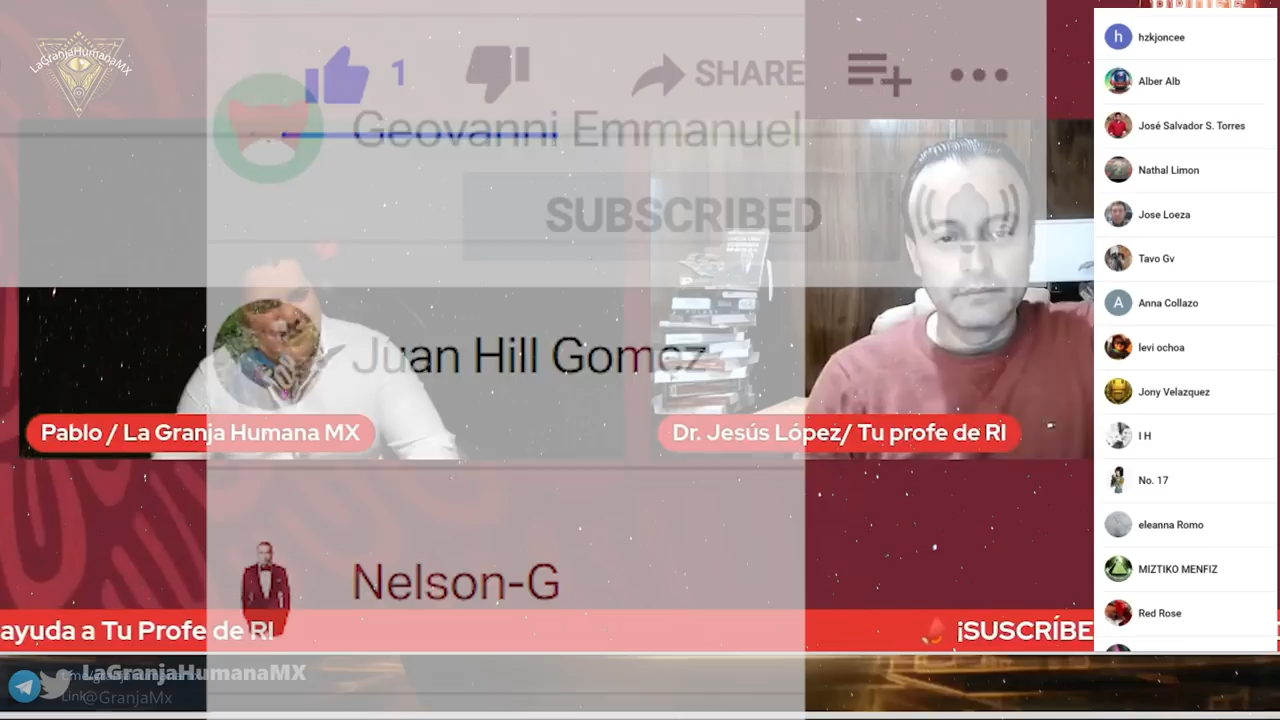 LaGranjaHumanaMX
1
SHARE
Geovanni Emmanuel
SUBSCRIBED
Juan Hill Gomez
Pablo / La Granja Humana MX
Dr. Jesús López/ Tu profe de RI
Nelson-G
ayuda a Tu Profe de RI
¡SUSCRÍBE
LaGranjaHumanaMX
Link@GranjaMx
h
hzkjoncee
Alber Alb
José Salvador S. Torres
Nathal Limon
Jose Loeza
Tavo Gv
A
Anna Collazo
levi ochoa
Jony Velazquez
I H
No. 17
eleanna Romo
MIZTIKO MENFIZ
Red Rose